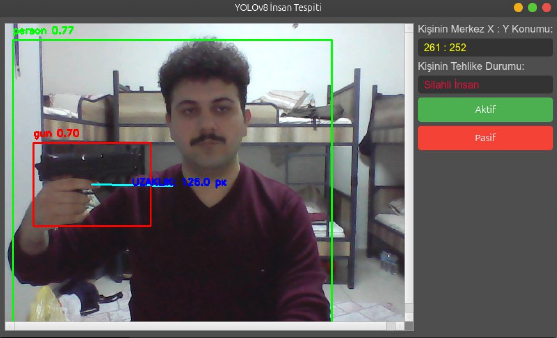 YOLOv8 İnsan Tespiti
person 0.77
Kişinin Merkez X : Y Konumu:
261 : 252
Kişinin Tehlike Durumu:
Silahlı İnsan
Aktif
Pasif
gun 0.70
UZAKLIK: 126.0 px